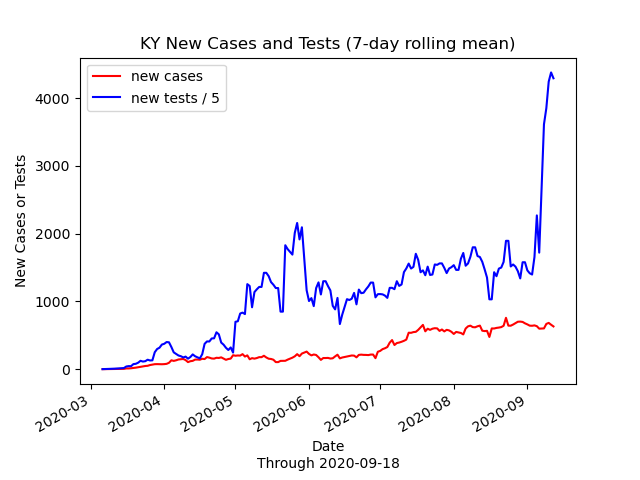 KY New Cases and Tests (7-day rolling mean)
new cases
new tests / 5
New Cases or Tests
4000
3000
2000
1000
0
2020-03
2020-04
2020-05
2020-06
2020-07
2020-08
2020-09
Date
Through 2020-09-18